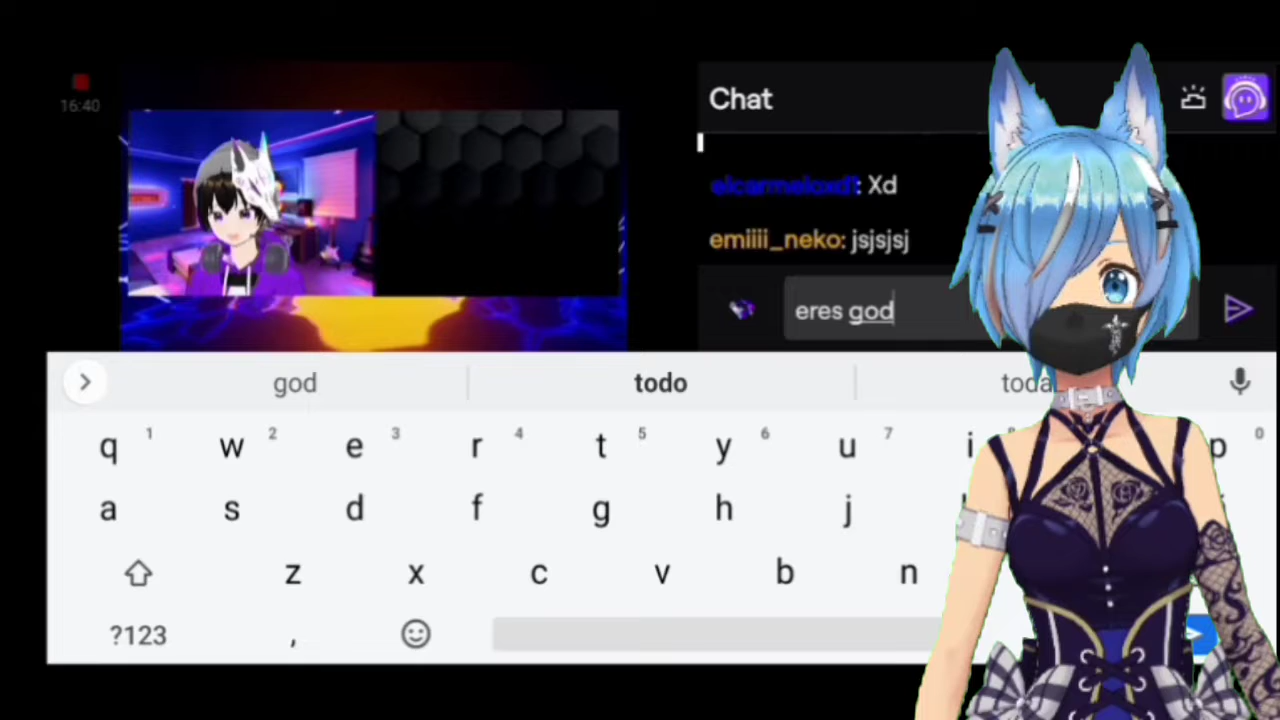 16:40
Chat
elcarmeloxd1: Xd
emiiii_neko: jsjsjsj
eres god
god todo toda
q 1 w 2 e 3 r 4 t 5 y 6 u 7 i p 0
a s d f g h j
z x c v b n
?123 ,